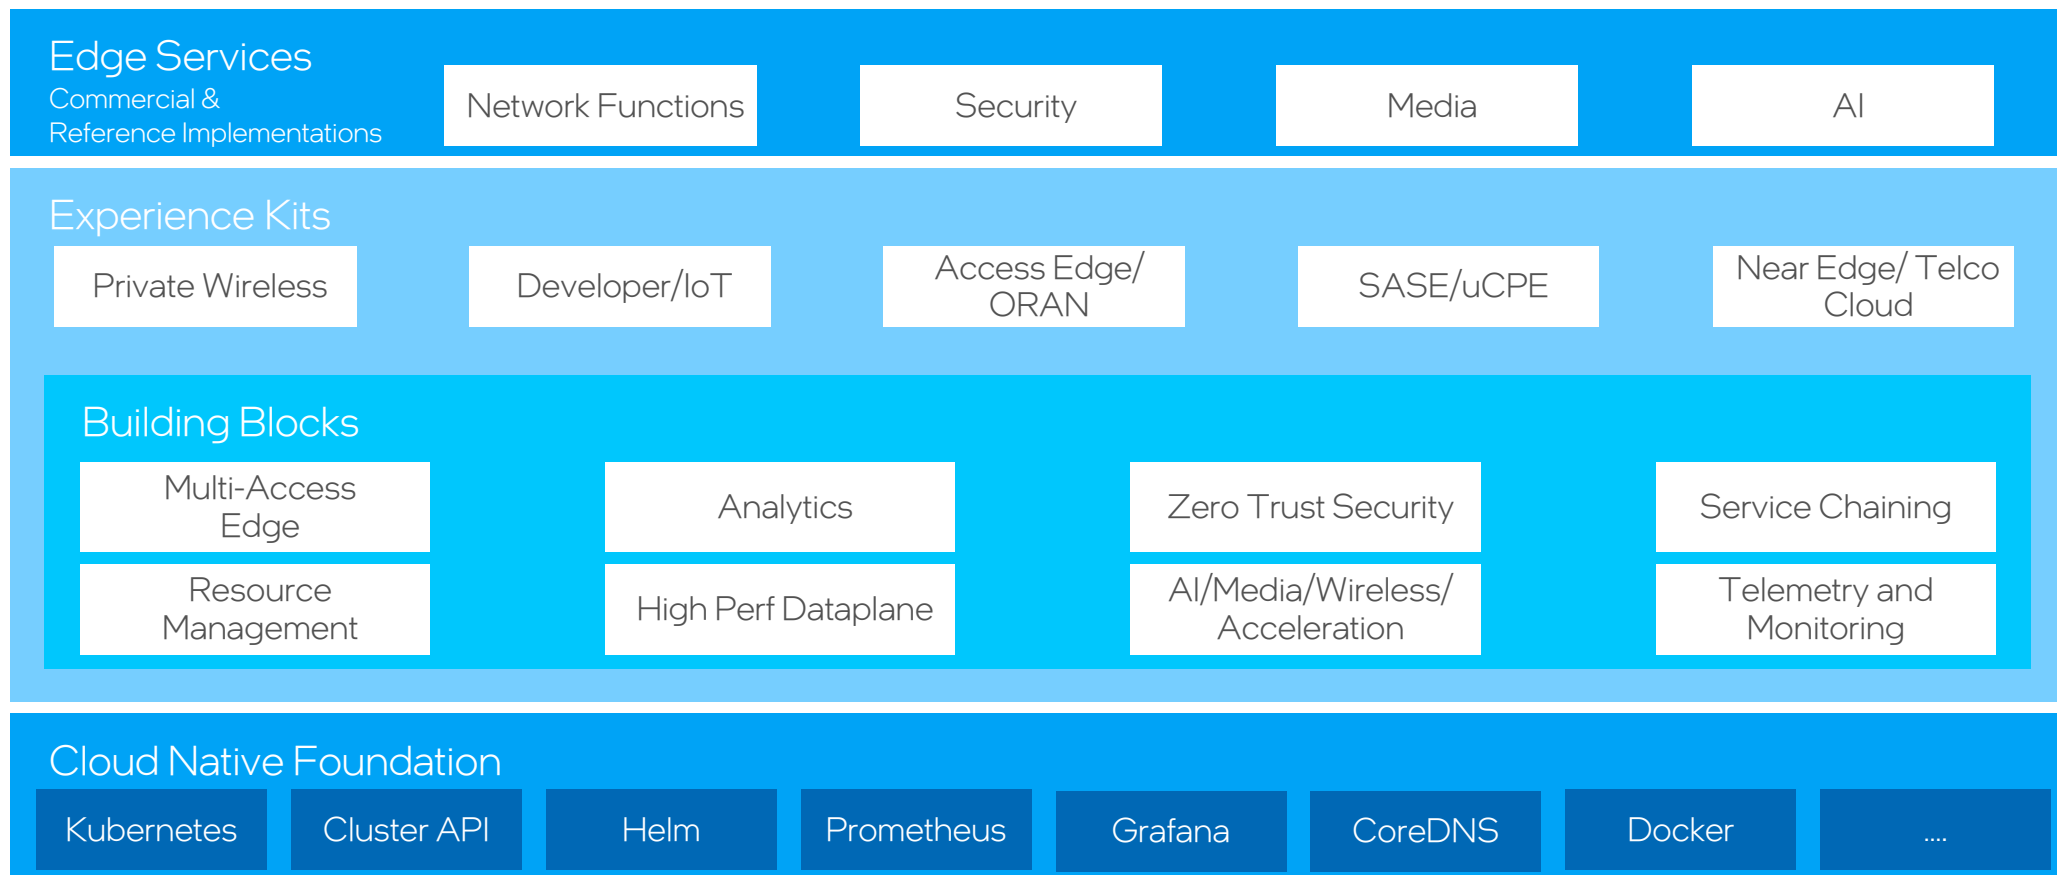 Edge Services
Commercial &
Reference Implementations
Network Functions
Security
Media
AI
Experience Kits
Private Wireless
Developer/IoT
Access Edge/
ORAN
SASE/uCPE
Near Edge/ Telco
Cloud
Building Blocks
Multi-Access
Edge
Analytics
Zero Trust Security
Service Chaining
Resource
Management
High Perf Dataplane
AI/Media/Wireless/
Acceleration
Telemetry and
Monitoring
Cloud Native Foundation
Kubernetes
Cluster API
Helm
Prometheus
Grafana
CoreDNS
Docker
....